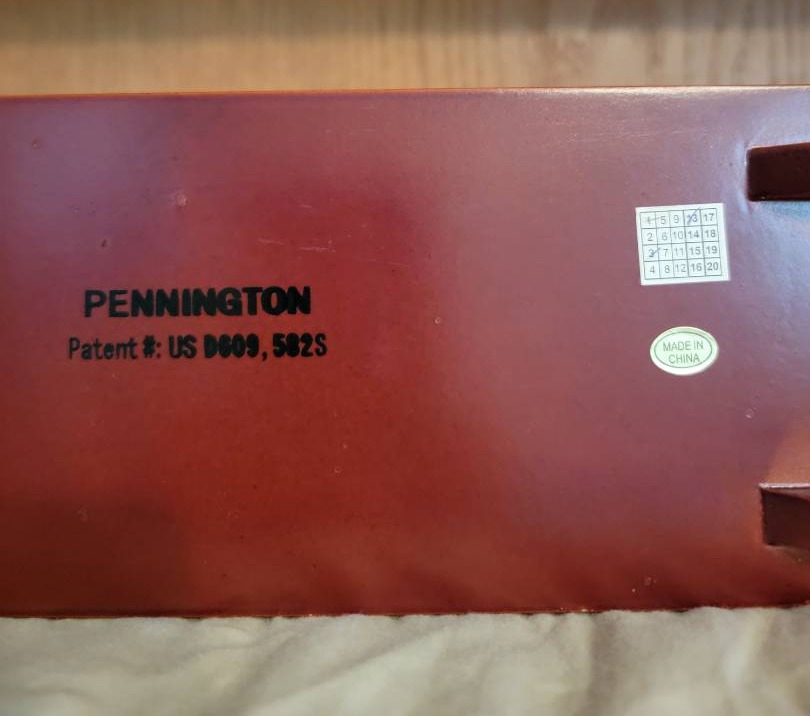 PENNINGTON
Patent #: US D609,582S
1 5 9 13 17
2 6 10 14 18
3 7 11 15 19
4 8 12 16 20
MADE IN
CHINA